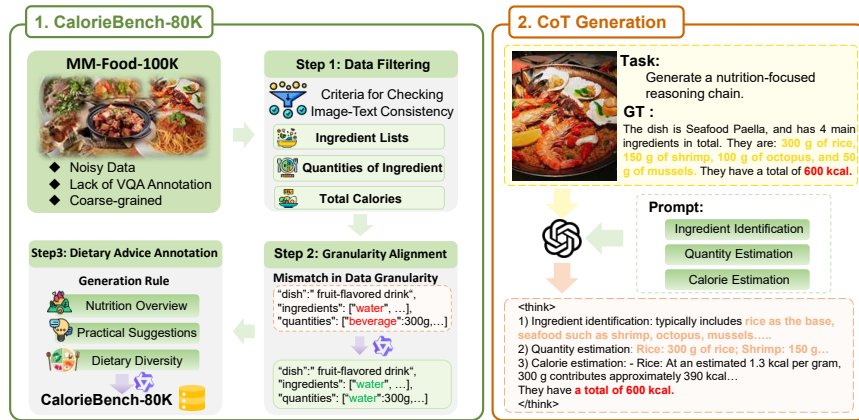 1. CalorieBench-80K
MM-Food-100K
Noisy Data
Lack of VQA Annotation
Coarse-grained
Step 1: Data Filtering
Criteria for Checking
Image-Text Consistency
Ingredient Lists
Quantities of Ingredient
Total Calories
Step 2: Granularity Alignment
Mismatch in Data Granularity
"dish":" fruit-flavored drink",
"ingredients": ["water", …],
"quantities": ["beverage":300g,…]
"dish":" fruit-flavored drink",
"ingredients": ["water", …],
"quantities": ["water":300g,…]
Step3: Dietary Advice Annotation
Generation Rule
Nutrition Overview
Practical Suggestions
Dietary Diversity
CalorieBench-80K
2. CoT Generation
Task:
Generate a nutrition-focused
reasoning chain.
GT :
The dish is Seafood Paella, and has 4 main
ingredients in total. They are: 300 g of rice,
150 g of shrimp, 100 g of octopus, and 50
g of mussels. They have a total of 600 kcal.
Prompt:
Ingredient Identification
Quantity Estimation
Calorie Estimation
<think>
1) Ingredient identification: typically includes rice as the base,
seafood such as shrimp, octopus, mussels…..
2) Quantity estimation: Rice: 300 g of rice; Shrimp: 150 g…
3) Calorie estimation: - Rice: At an estimated 1.3 kcal per gram,
300 g contributes approximately 390 kcal…
They have a total of 600 kcal.
</think>